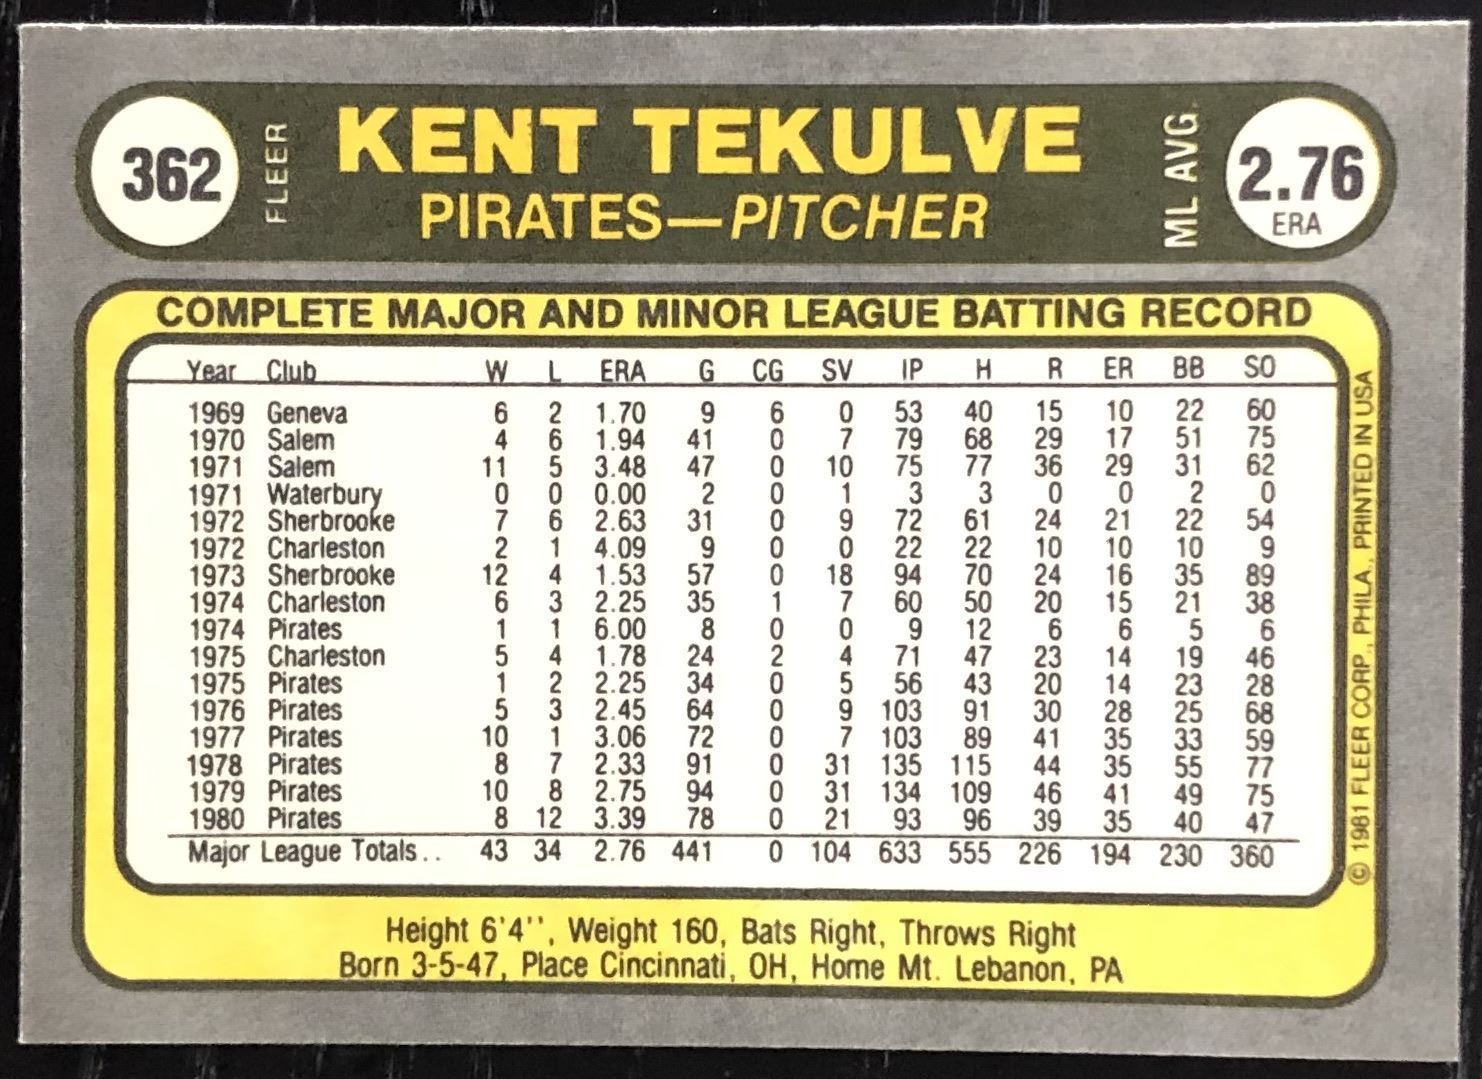 362 FLEER KENT TEKULVE ML AVG. 2.76 ERA
PIRATES—PITCHER
COMPLETE MAJOR AND MINOR LEAGUE BATTING RECORD
Year Club W L ERA G CG SV IP H R ER BB SO
1969 Geneva 6 2 1.70 9 6 0 53 40 15 10 22 60
1970 Salem 4 6 1.94 41 0 7 79 68 29 17 51 75
1971 Salem 11 5 3.48 47 0 10 75 77 36 29 31 62
1971 Waterbury 0 0 0.00 2 0 1 3 3 0 0 2 0
1972 Sherbrooke 7 6 2.63 31 0 9 72 61 24 21 22 54
1972 Charleston 2 1 4.09 9 0 0 22 22 10 10 10 9
1973 Sherbrooke 12 4 1.53 57 0 18 94 70 24 16 35 89
1974 Charleston 6 3 2.25 35 1 7 60 50 20 15 21 38
1974 Pirates 1 1 6.00 8 0 0 9 12 6 6 5 6
1975 Charleston 5 4 1.78 24 2 4 71 47 23 14 19 46
1975 Pirates 1 2 2.25 34 0 5 56 43 20 14 23 28
1976 Pirates 5 3 2.45 64 0 9 103 91 30 28 25 68
1977 Pirates 10 1 3.06 72 0 7 103 89 41 35 33 59
1978 Pirates 8 7 2.33 91 0 31 135 115 44 35 55 77
1979 Pirates 10 8 2.75 94 0 31 134 109 46 41 49 75
1980 Pirates 8 12 3.39 78 0 21 93 96 39 35 40 47
Major League Totals.. 43 34 2.76 441 0 104 633 555 226 194 230 360
Height 6'4'', Weight 160, Bats Right, Throws Right
Born 3-5-47, Place Cincinnati, OH, Home Mt. Lebanon, PA
© 1981 FLEER CORP., PHILA., PRINTED IN USA